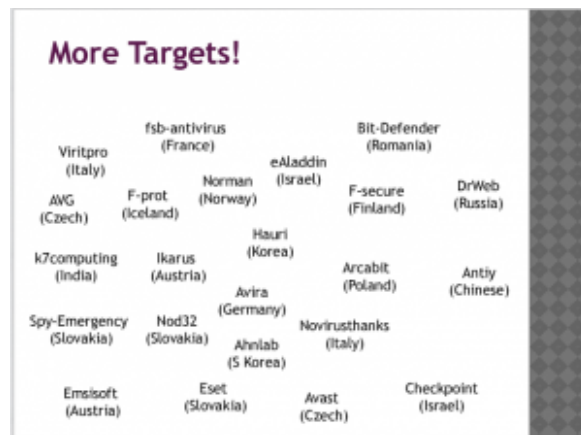 More Targets!
fsb-antivirus
(France)
Bit-Defender
(Romania)
Viritpro
(Italy)
eAladdin
(Israel)
Norman
(Norway)
AVG
(Czech)
F-prot
(Iceland)
F-secure
(Finland)
DrWeb
(Russia)
Hauri
(Korea)
k7computing
(India)
Ikarus
(Austria)
Arcabit
(Poland)
Antiy
(Chinese)
Avira
(Germany)
Spy-Emergency
(Slovakia)
Nod32
(Slovakia)
Novirusthanks
(Italy)
Ahnlab
(S Korea)
Emsisoft
(Austria)
Eset
(Slovakia)
Avast
(Czech)
Checkpoint
(Israel)